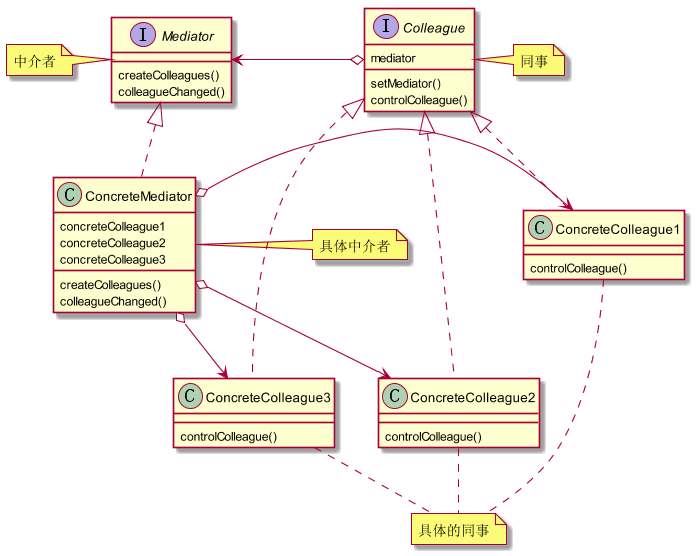 中介者
I Mediator
createColleagues()
colleagueChanged()
I Colleague
mediator
setMediator()
controlColleague()
同事
C ConcreteMediator
concreteColleague1
concreteColleague2
concreteColleague3
createColleagues()
colleagueChanged()
具体中介者
C ConcreteColleague1
controlColleague()
C ConcreteColleague3
controlColleague()
C ConcreteColleague2
controlColleague()
具体的同事